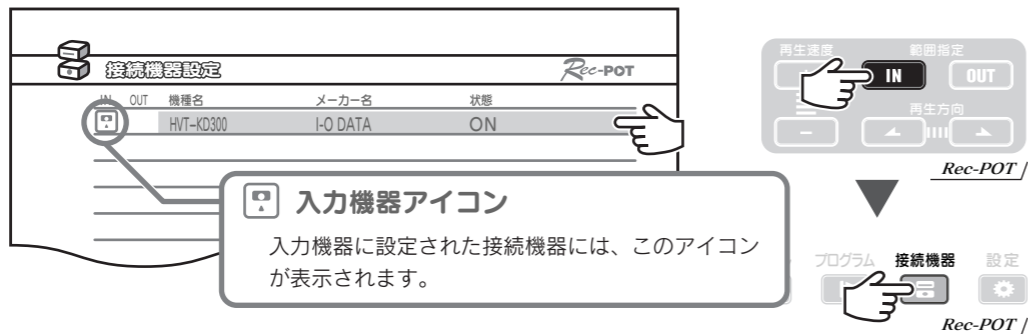 接続機器設定
Rec-POT
IN OUT 機種名 メーカー名 状態
HVT-KD300 I-O DATA ON
入力機器アイコン
入力機器に設定された接続機器には、このアイコン
が表示されます。
再生速度 範囲指定
IN OUT
再生方向
Rec-POT
プログラム 接続機器 設定
Rec-POT